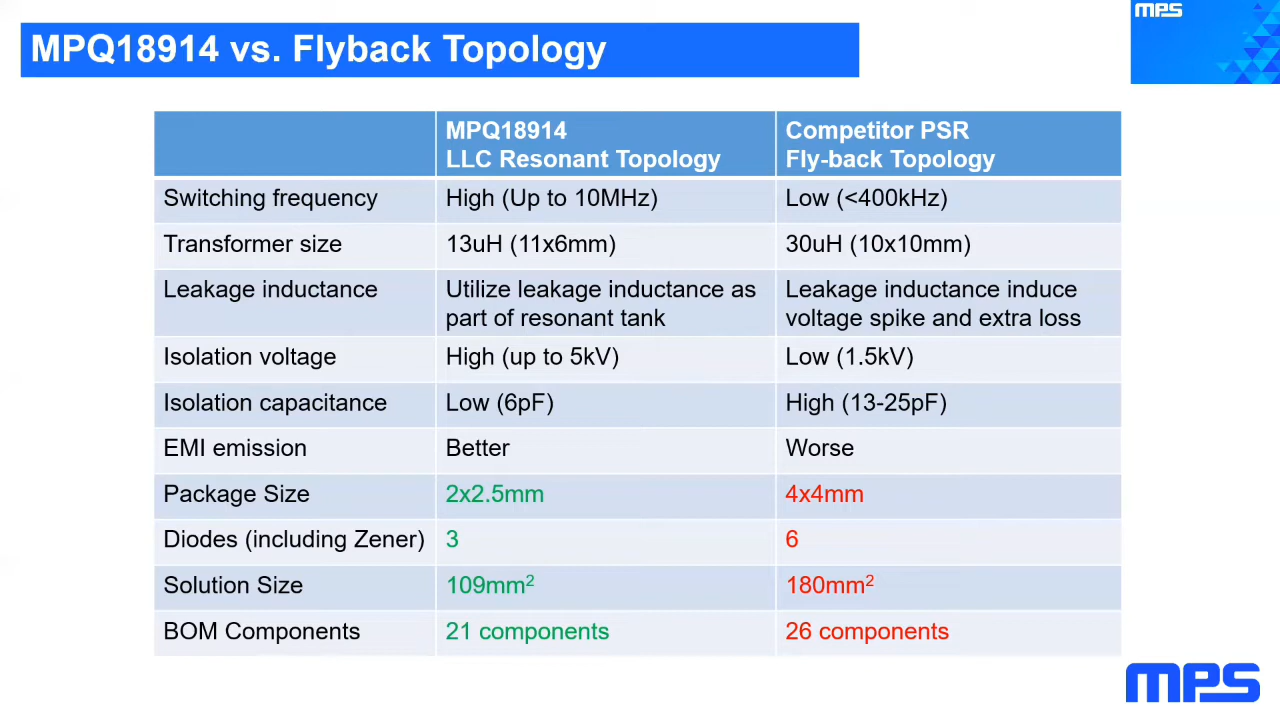 MPS
MPQ18914 vs. Flyback Topology
MPQ18914
LLC Resonant Topology
Competitor PSR
Fly-back Topology
Switching frequency
High (Up to 10MHz)
Low (<400kHz)
Transformer size
13uH (11x6mm)
30uH (10x10mm)
Leakage inductance
Utilize leakage inductance as
part of resonant tank
Leakage inductance induce
voltage spike and extra loss
Isolation voltage
High (up to 5kV)
Low (1.5kV)
Isolation capacitance
Low (6pF)
High (13-25pF)
EMI emission
Better
Worse
Package Size
2x2.5mm
4x4mm
Diodes (including Zener)
3
6
Solution Size
109mm²
180mm²
BOM Components
21 components
26 components
MPS